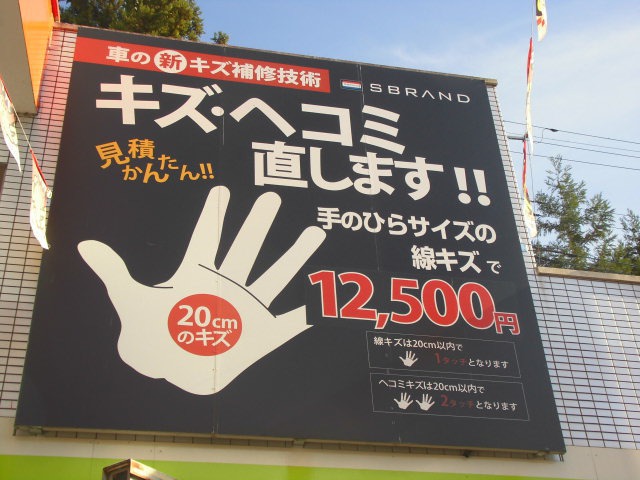 車の新キズ補修技術
SBRAND
キズ・ヘコミ
直します!!
見積たん
かんたん!!
手のひらサイズの
線キズで
12,500円
20cm
のキズ
線キズは20cm以内で
1タッチとなります
ヘコミキズは20cm以内で
2タッチとなります